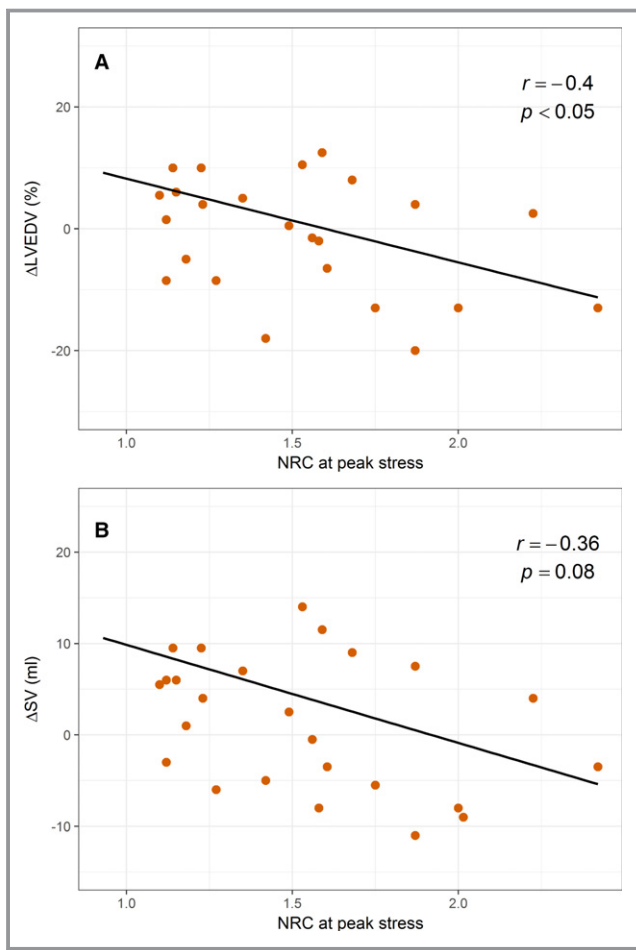 A
r = −0.4
p < 0.05
20
0
-20
ΔLVEDV (%)
1.0 1.5 2.0
NRC at peak stress
B
r = −0.36
p = 0.08
20
10
0
-10
ΔSV (ml)
1.0 1.5 2.0
NRC at peak stress